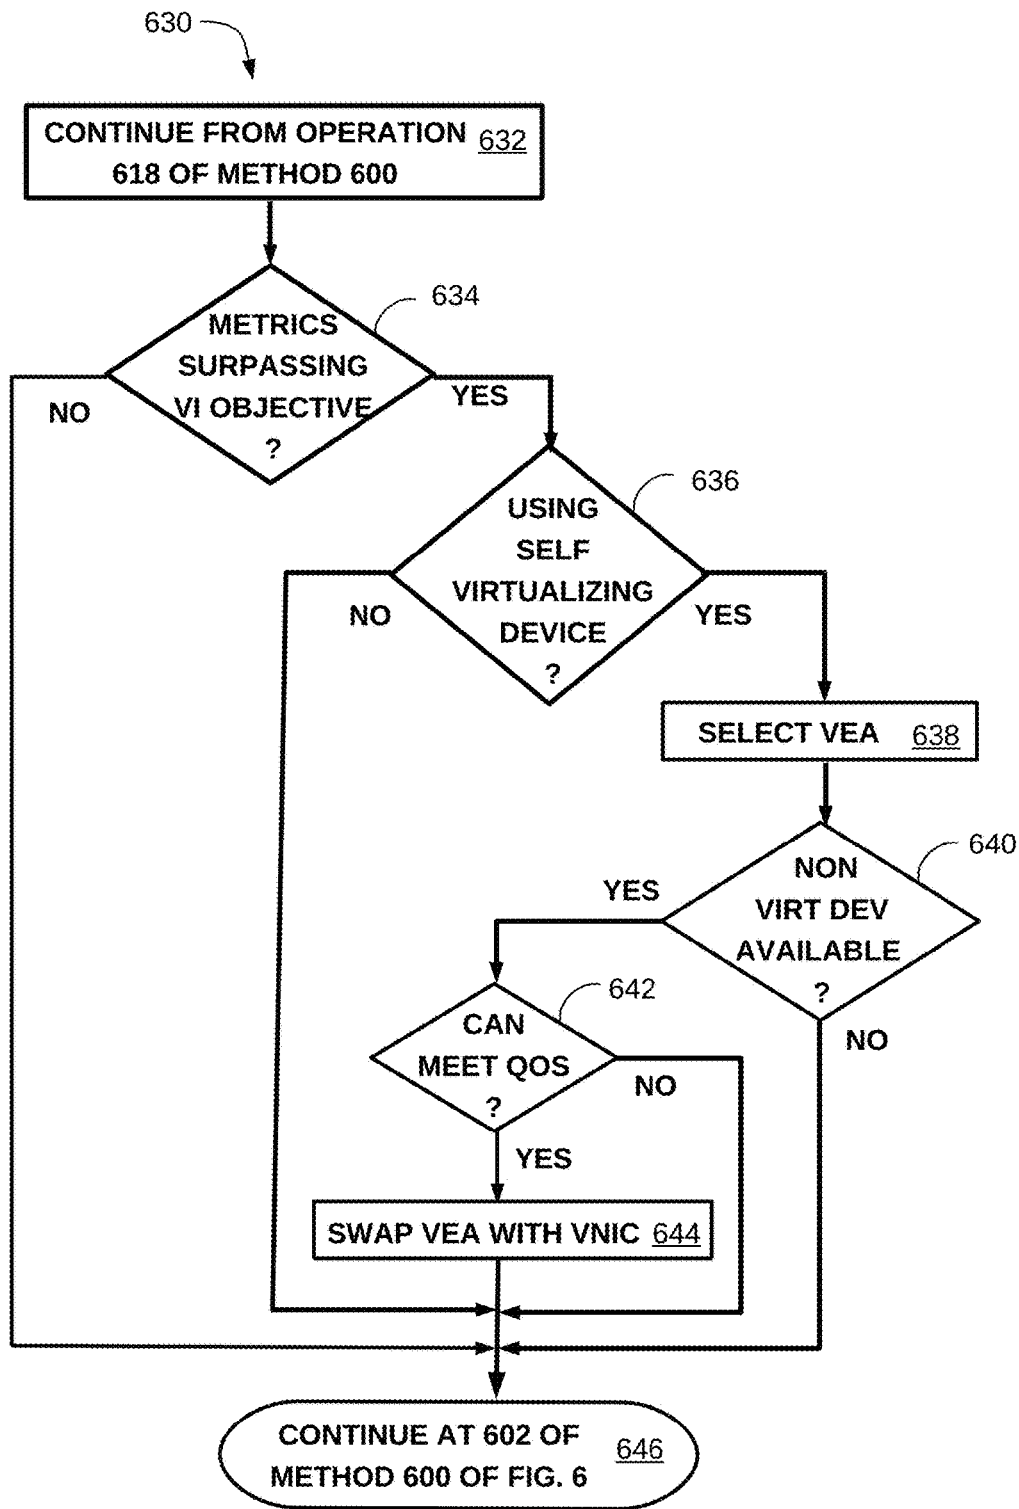 630
CONTINUE FROM OPERATION 632
618 OF METHOD 600
634
METRICS
SURPASSING
VI OBJECTIVE
?
NO
YES
636
USING
SELF
VIRTUALIZING
DEVICE
?
NO
YES
SELECT VEA 638
640
NON
VIRT DEV
AVAILABLE
?
YES
NO
642
CAN
MEET QOS
?
NO
YES
SWAP VEA WITH VNIC 644
CONTINUE AT 602 OF
METHOD 600 OF FIG. 6
646